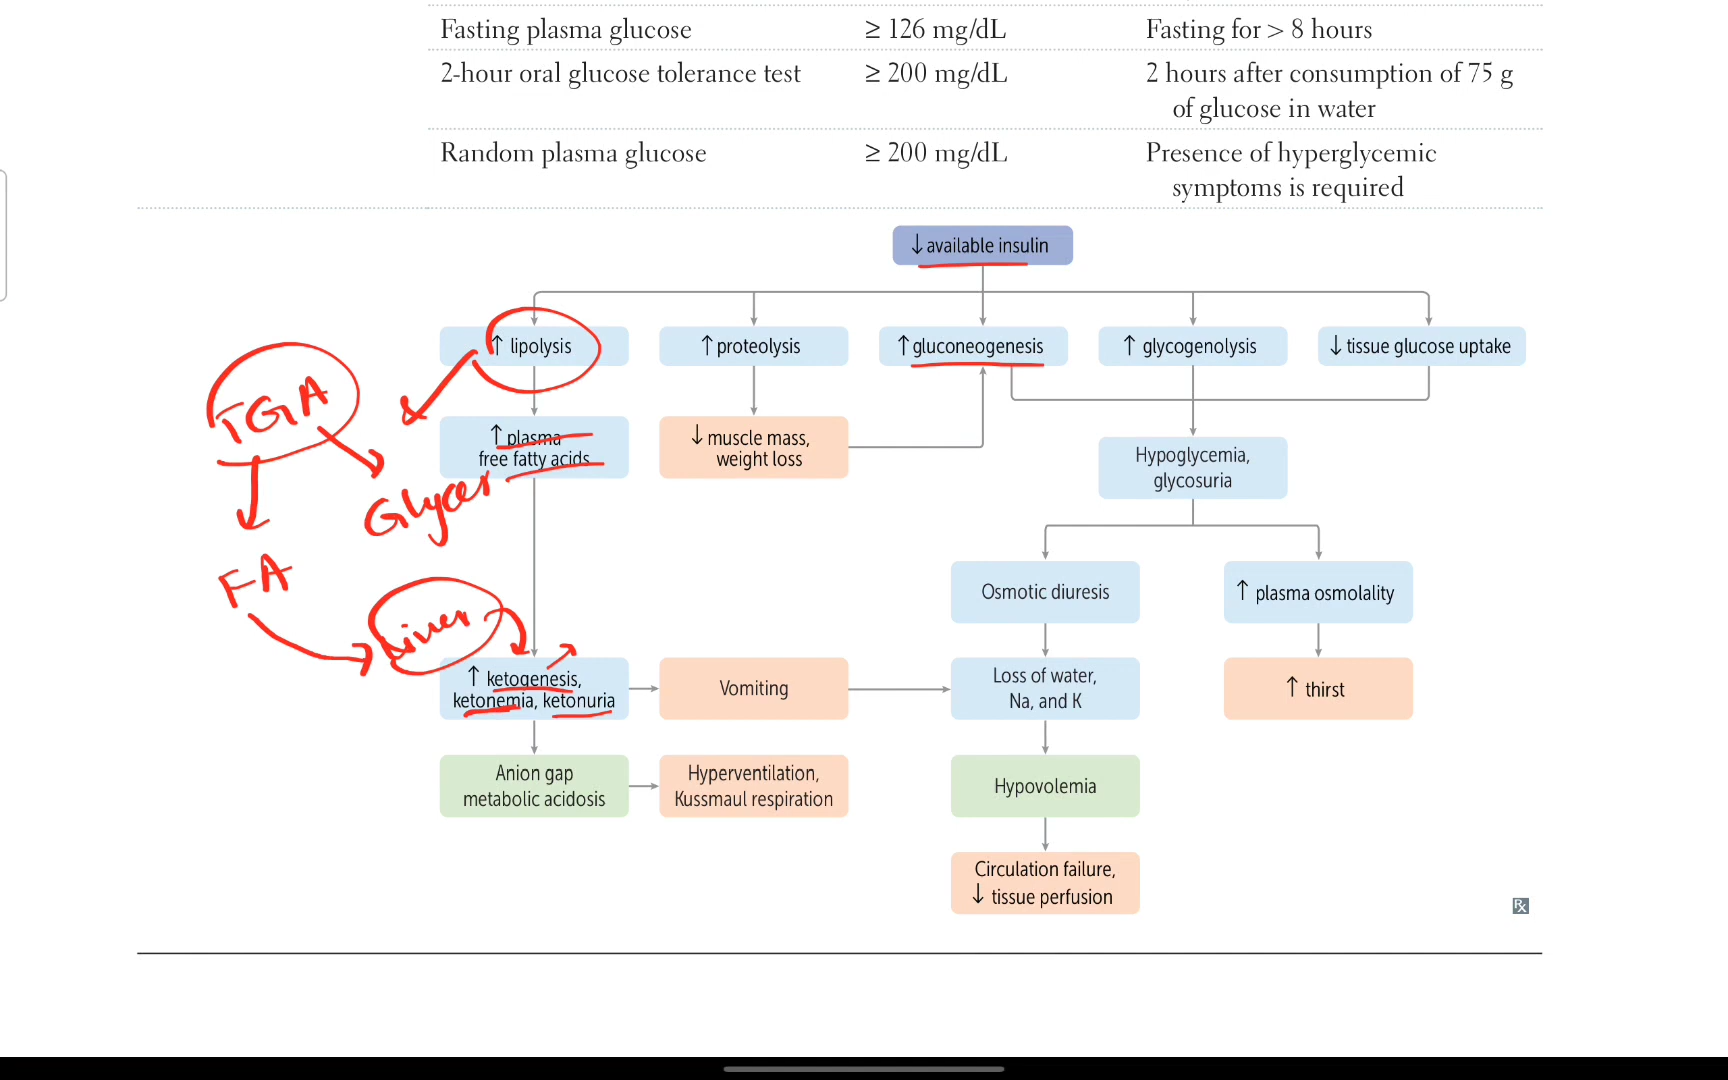 Fasting plasma glucose ≥ 126 mg/dL Fasting for > 8 hours
2-hour oral glucose tolerance test ≥ 200 mg/dL 2 hours after consumption of 75 g
of glucose in water
Random plasma glucose ≥ 200 mg/dL Presence of hyperglycemic
symptoms is required
↓ available insulin
↑ lipolysis
↑ proteolysis
↑ gluconeogenesis
↑ glycogenolysis
↓ tissue glucose uptake
TGA
↑ plasma
free fatty acids
↓ muscle mass,
weight loss
Hypoglycemia,
glycosuria
Glycer
FA
Liver
Osmotic diuresis
↑ plasma osmolality
↑ ketogenesis,
ketonemia, ketonuria
Vomiting
Loss of water,
Na, and K
↑ thirst
Anion gap
metabolic acidosis
Hyperventilation,
Kussmaul respiration
Hypovolemia
Circulation failure,
↓ tissue perfusion
Rx